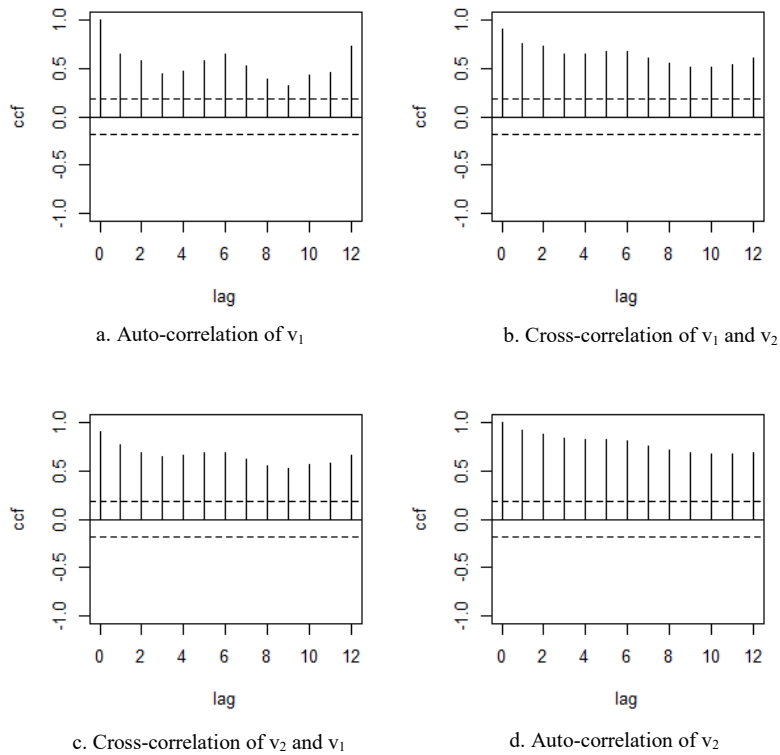 1.0
0.5
0.0
-0.5
-1.0
ccf
0 2 4 6 8 10 12
lag
a. Auto-correlation of v₁
1.0
0.5
0.0
-0.5
-1.0
ccf
0 2 4 6 8 10 12
lag
b. Cross-correlation of v₁ and v₂
1.0
0.5
0.0
-0.5
-1.0
ccf
0 2 4 6 8 10 12
lag
c. Cross-correlation of v₂ and v₁
1.0
0.5
0.0
-0.5
-1.0
ccf
0 2 4 6 8 10 12
lag
d. Auto-correlation of v₂